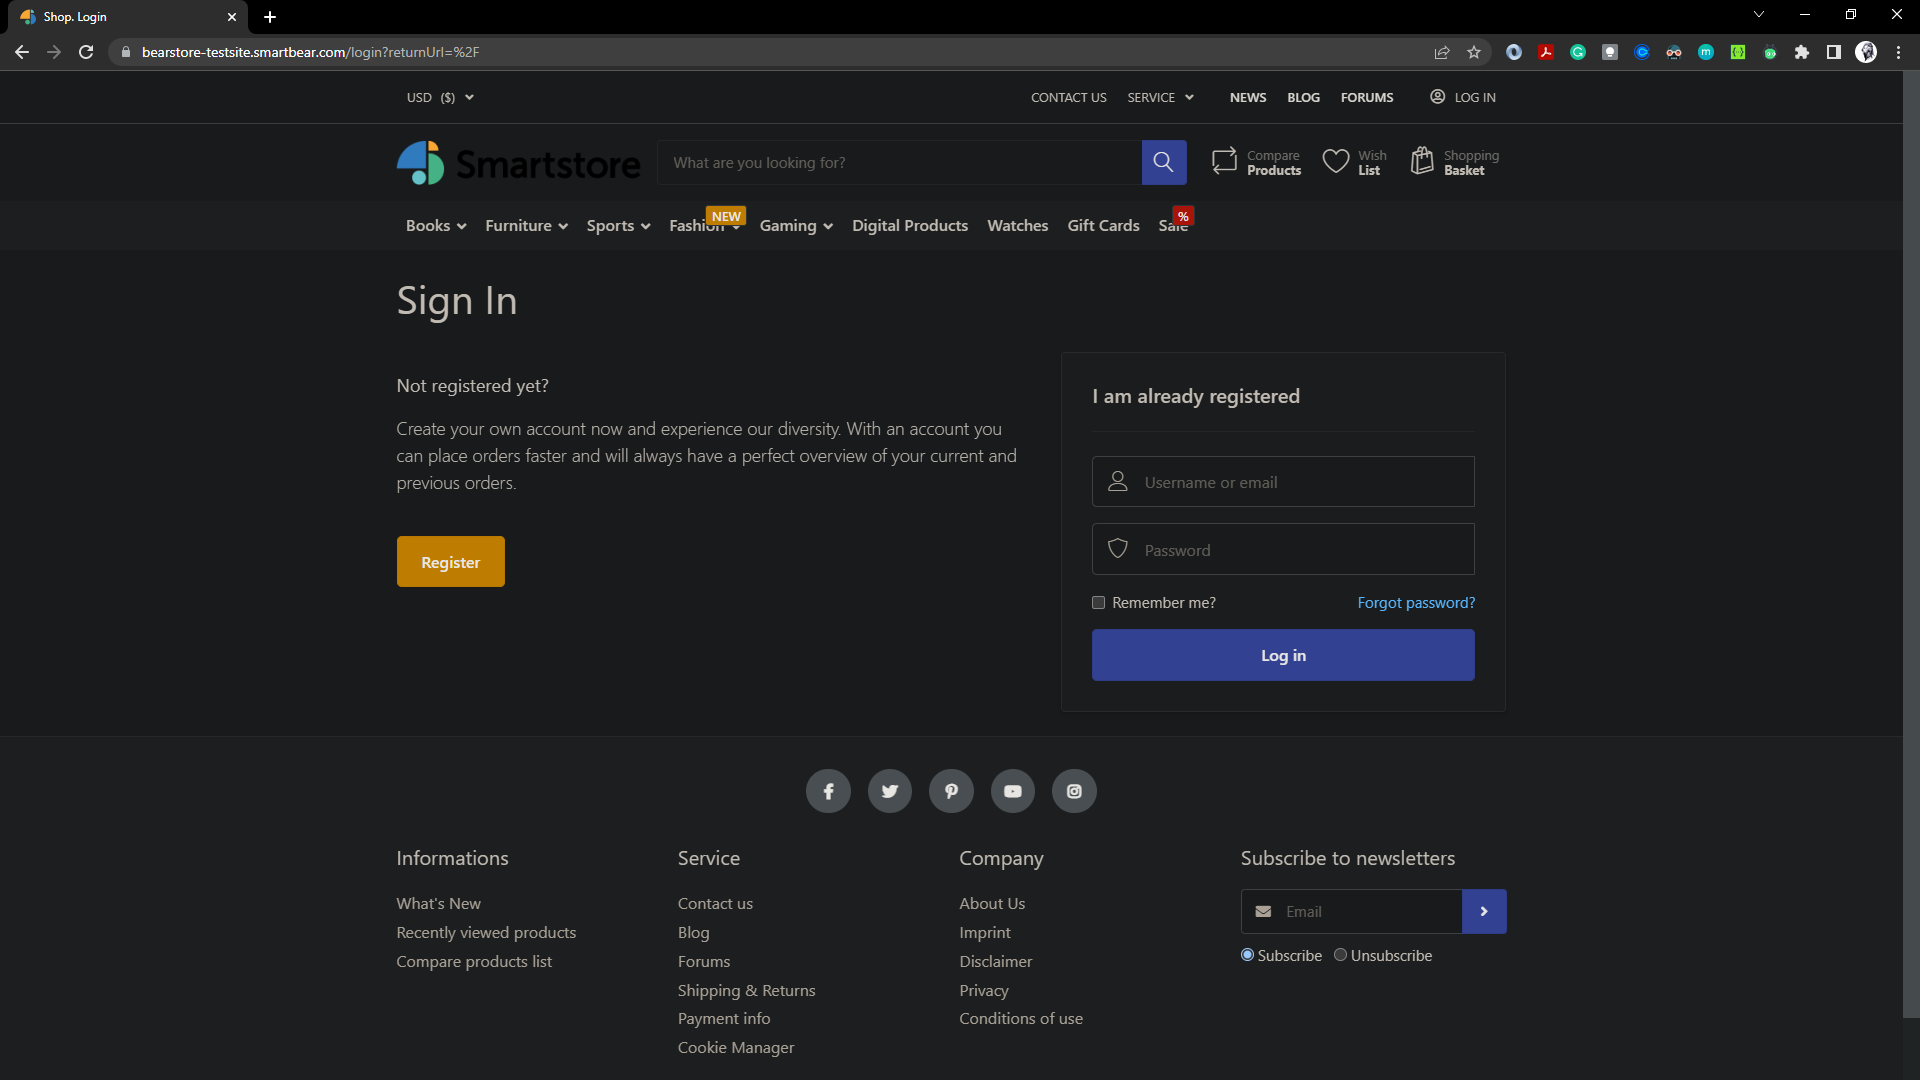 Shop. Login
bearstore-testsite.smartbear.com/login?returnUrl=%2F
USD ($)
CONTACT US SERVICE NEWS BLOG FORUMS LOG IN
Smartstore
What are you looking for?
Compare
Products
Wish
List
Shopping
Basket
Books Furniture Sports Fashion NEW Gaming Digital Products Watches Gift Cards Sale %
Sign In
Not registered yet?
Create your own account now and experience our diversity. With an account you
can place orders faster and will always have a perfect overview of your current and
previous orders.
Register
I am already registered
Username or email
Password
Remember me? Forgot password?
Log in
Informations
What's New
Recently viewed products
Compare products list
Service
Contact us
Blog
Forums
Shipping & Returns
Payment info
Cookie Manager
Company
About Us
Imprint
Disclaimer
Privacy
Conditions of use
Subscribe to newsletters
Email
Subscribe Unsubscribe